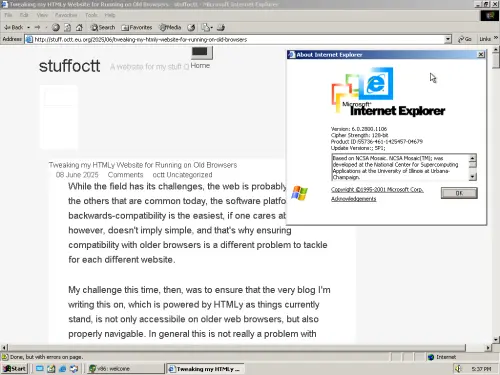 Tweaking my HTMLy Website for Running on Old Browsers - stuffoctt - Microsoft Internet Explorer
File Edit View Favorites Tools Help
Back Search Favorites Media
Address http://stuff.octt.eu.org/2025/06/tweaking-my-htmly-website-for-running-on-old-browsers Go Links »
stuffoctt A website for my stuff
Home
Tweaking my HTMLy Website for Running on Old Browsers
08 June 2025 Comments octt Uncategorized
While the field has its challenges, the web is probably
the others that are common today, the software platfo
backwards-compatibility is the easiest, if one cares ab
however, doesn't imply simple, and that's why ensuring
compatibility with older browsers is a different problem to tackle
for each different website.
My challenge this time, then, was to ensure that the very blog I'm
writing this on, which is powered by HTMLy as things currently
stand, is not only accessibile on older web browsers, but also
properly navigable. In general this is not really a problem with
About Internet Explorer
Microsoft
Internet Explorer
Version: 6.0.2800.1106
Cipher Strength: 128-bit
Product ID:55736-461-1425457-04679
Update Versions:; SP1;
Based on NCSA Mosaic. NCSA Mosaic(TM); was
developed at the National Center for Supercomputing
Applications at the University of Illinois at Urbana-
Champaign.
Copyright ©1995-2001 Microsoft Corp.
Acknowledgements
OK
Done, but with errors on page.
Internet
Start
v86: welcome
Tweaking my HTMLy ...
5:37 PM